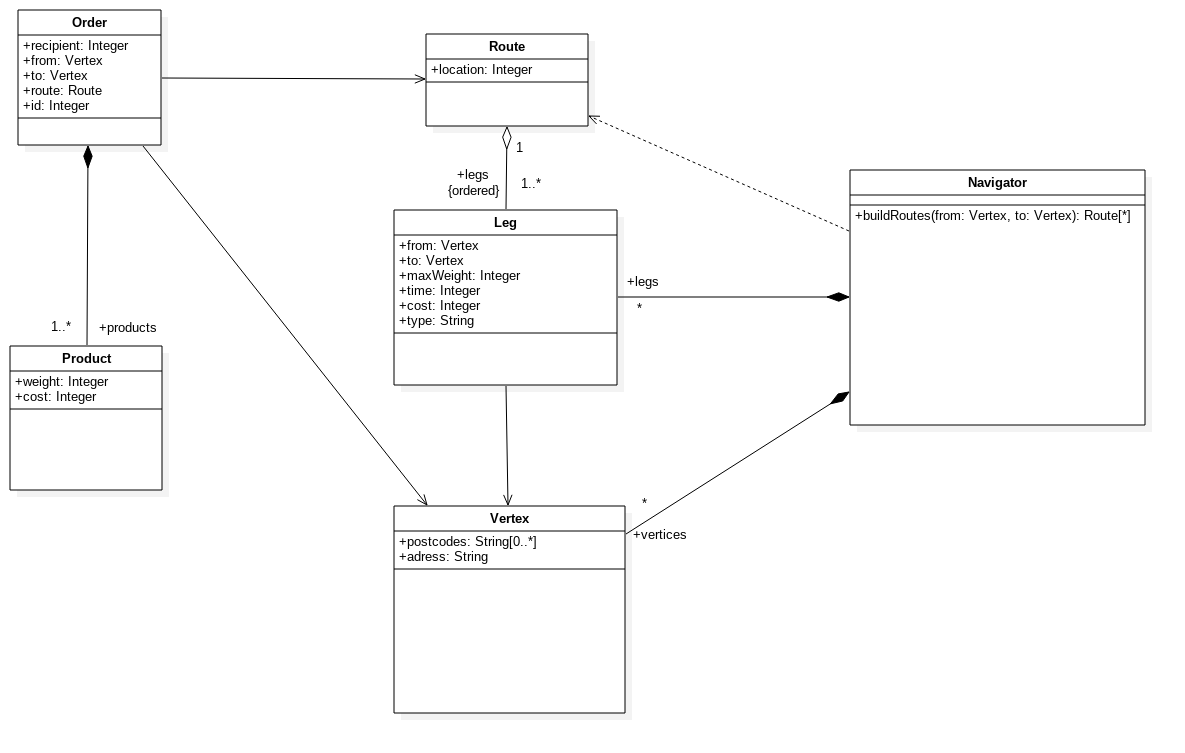 Order
+recipient: Integer
+from: Vertex
+to: Vertex
+route: Route
+id: Integer
Route
+location: Integer
1
+legs
{ordered}
1..*
Navigator
+buildRoutes(from: Vertex, to: Vertex): Route[*]
Leg
+from: Vertex
+to: Vertex
+maxWeight: Integer
+time: Integer
+cost: Integer
+type: String
+legs
*
1..*
+products
Product
+weight: Integer
+cost: Integer
*
+vertices
Vertex
+postcodes: String[0..*]
+adress: String